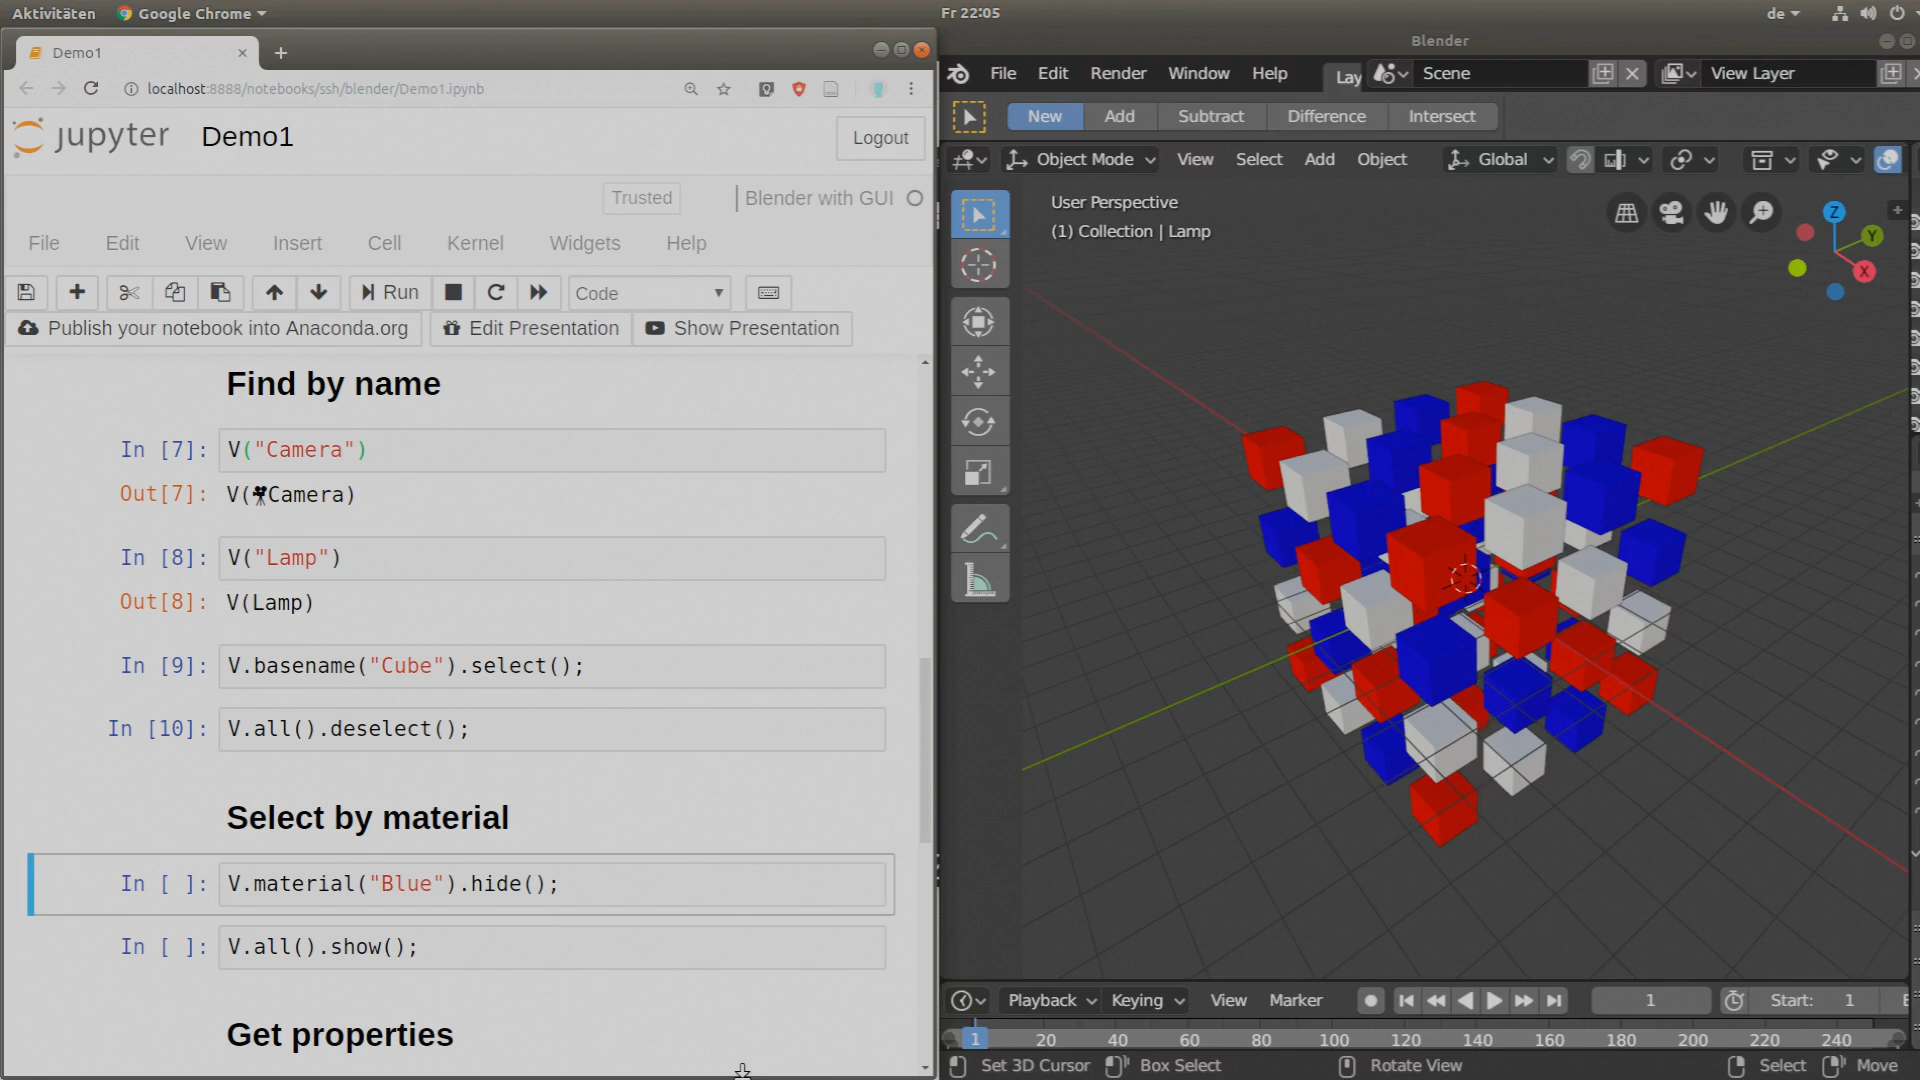 Aktivitäten Google Chrome Fr 22:05 de
Demo1
localhost:8888/notebooks/ssh/blender/Demo1.ipynb
jupyter Demo1 Logout
Trusted Blender with GUI
File Edit View Insert Cell Kernel Widgets Help
Run Code
Publish your notebook into Anaconda.org Edit Presentation Show Presentation
Find by name
In [7]: V("Camera")
Out[7]: V(Camera)
In [8]: V("Lamp")
Out[8]: V(Lamp)
In [9]: V.basename("Cube").select();
In [10]: V.all().deselect();
Select by material
In [ ]: V.material("Blue").hide();
In [ ]: V.all().show();
Get properties
Blender
File Edit Render Window Help Lay Scene View Layer
New Add Subtract Difference Intersect
Object Mode View Select Add Object Global
User Perspective
(1) Collection | Lamp
Z
Y
X
Playback Keying View Marker 1 Start: 1
1 20 40 60 80 100 120 140 160 180 200 220 240
Set 3D Cursor Box Select Rotate View Select Move